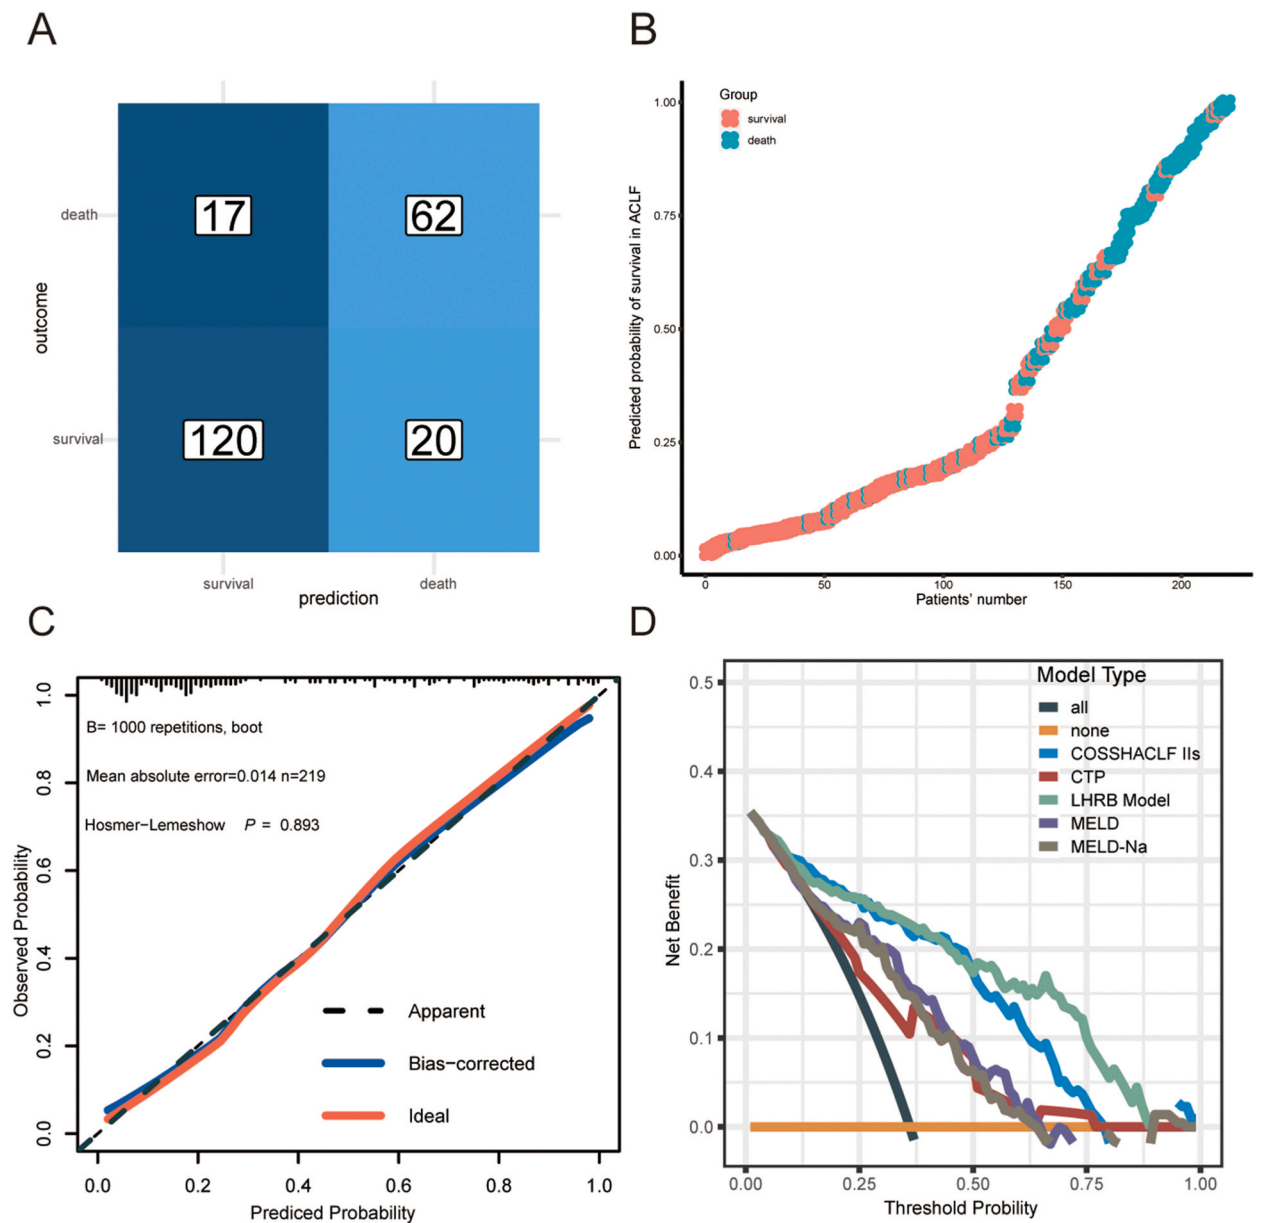 A
death
17
62
outcome
survival
120
20
survival
death
prediction
B
Predicted probability of survival in ACLF
1.00
0.75
0.50
0.25
0.00
Group
survival
death
0
50
100
150
200
Patients' number
C
Observed Probability
1.0
0.8
0.6
0.4
0.2
0.0
B= 1000 repetitions, boot
Mean absolute error=0.014 n=219
Hosmer−Lemeshow P = 0.893
Apparent
Bias−corrected
Ideal
0.0
0.2
0.4
0.6
0.8
1.0
Prediced Probability
D
Net Benefit
0.5
0.4
0.3
0.2
0.1
0.0
Model Type
all
none
COSSHACLF IIs
CTP
LHRB Model
MELD
MELD-Na
0.00
0.25
0.50
0.75
1.00
Threshold Probility